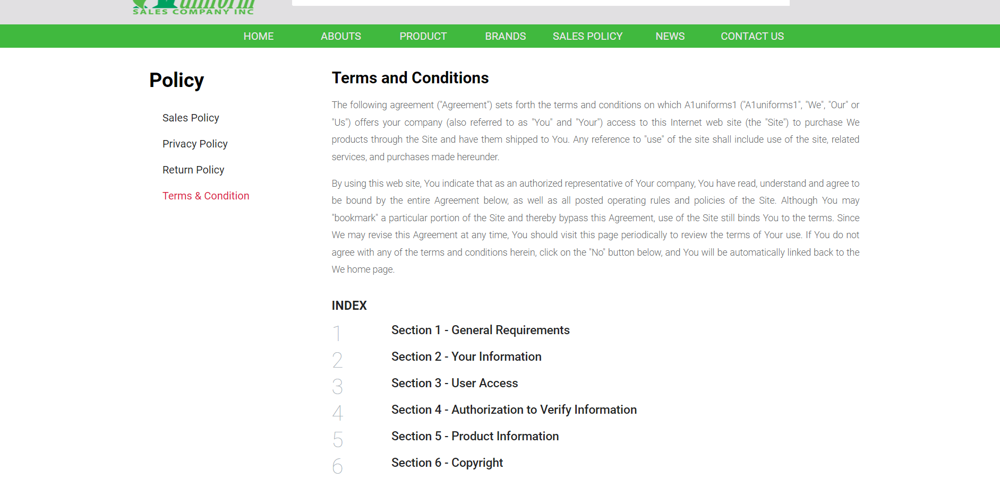 SALES COMPANY INC
HOME ABOUTS PRODUCT BRANDS SALES POLICY NEWS CONTACT US
Policy
Sales Policy
Privacy Policy
Return Policy
Terms & Condition
Terms and Conditions
The following agreement ("Agreement") sets forth the terms and conditions on which A1uniforms1 ("A1uniforms1", "We", "Our" or
"Us") offers your company (also referred to as "You" and "Your") access to this Internet web site (the "Site") to purchase We
products through the Site and have them shipped to You. Any reference to "use" of the site shall include use of the site, related
services, and purchases made hereunder.
By using this web site, You indicate that as an authorized representative of Your company, You have read, understand and agree to
be bound by the entire Agreement below, as well as all posted operating rules and policies of the Site. Although You may
"bookmark" a particular portion of the Site and thereby bypass this Agreement, use of the Site still binds You to the terms. Since
We may revise this Agreement at any time, You should visit this page periodically to review the terms of Your use. If You do not
agree with any of the terms and conditions herein, click on the "No" button below, and You will be automatically linked back to the
We home page.
INDEX
1 Section 1 - General Requirements
2 Section 2 - Your Information
3 Section 3 - User Access
4 Section 4 - Authorization to Verify Information
5 Section 5 - Product Information
6 Section 6 - Copyright